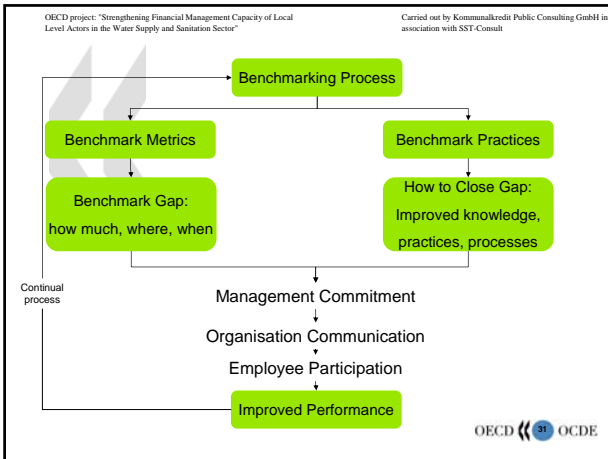 OECD project: "Strengthening Financial Management Capacity of Local
Level Actors in the Water Supply and Sanitation Sector"
Carried out by Kommunalkredit Public Consulting GmbH in
association with SST-Consult
Benchmarking Process
Benchmark Metrics
Benchmark Practices
Benchmark Gap:
how much, where, when
How to Close Gap:
Improved knowledge,
practices, processes
Continual
process
Management Commitment
Organisation Communication
Employee Participation
Improved Performance
OECD 31 OCDE